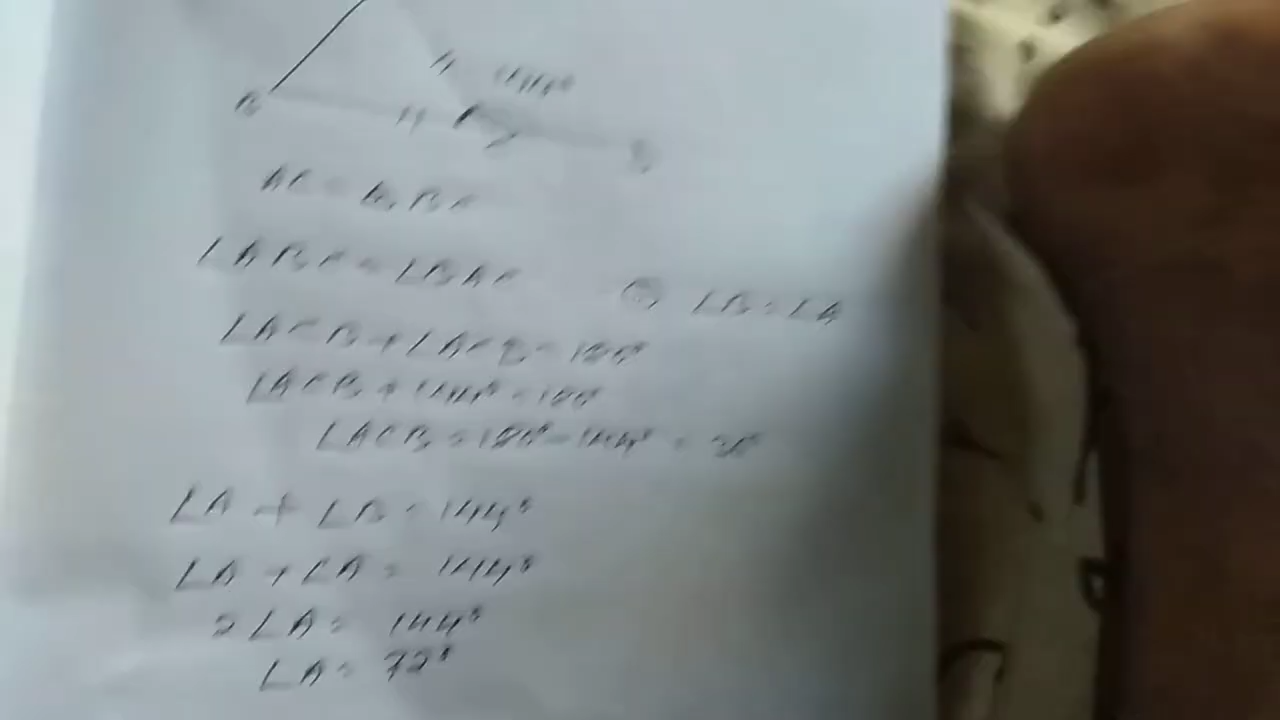 144°
B
AC = BC
∠ABC = ∠BAC
∠B = ∠A
∠ACB + ∠ACD = 180°
∠ACB + 144° = 180°
∠ACB = 180° - 144° = 36°
∠A + ∠B = 144°
∠A + ∠A = 144°
2∠A = 144°
∠A = 72°